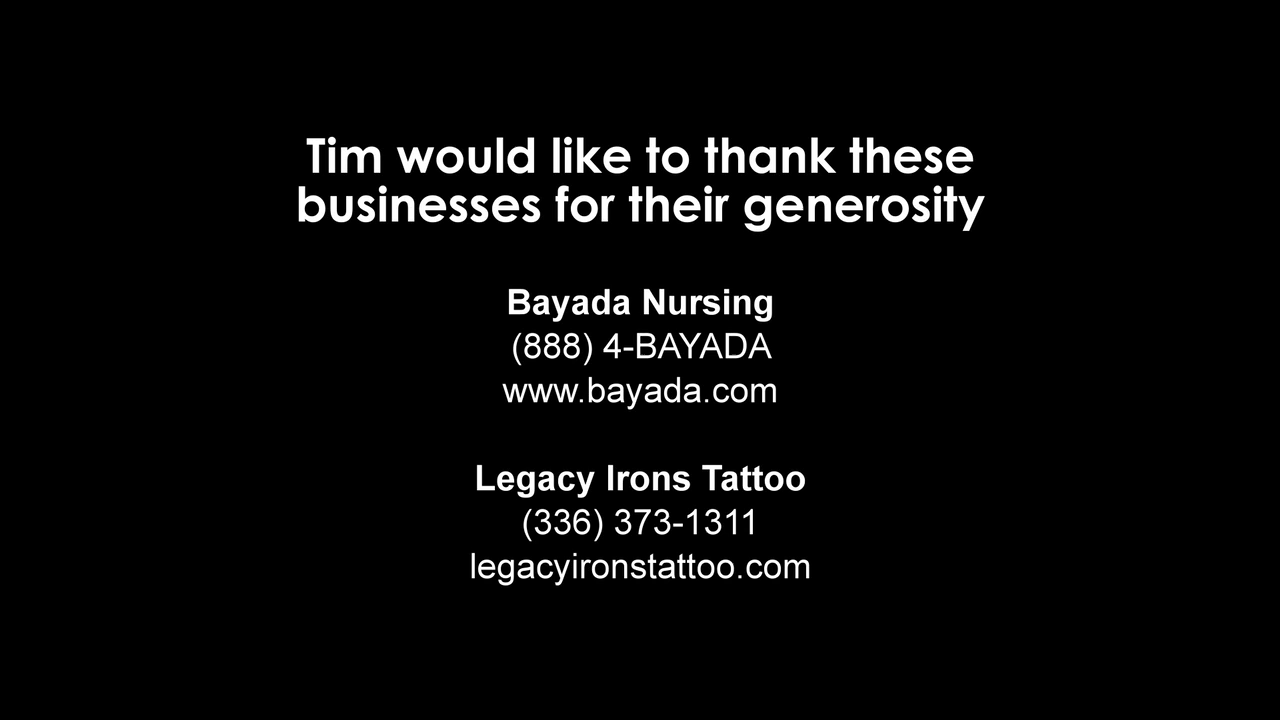 Tim would like to thank these
businesses for their generosity
Bayada Nursing
(888) 4-BAYADA
www.bayada.com
Legacy Irons Tattoo
(336) 373-1311
legacyironstattoo.com